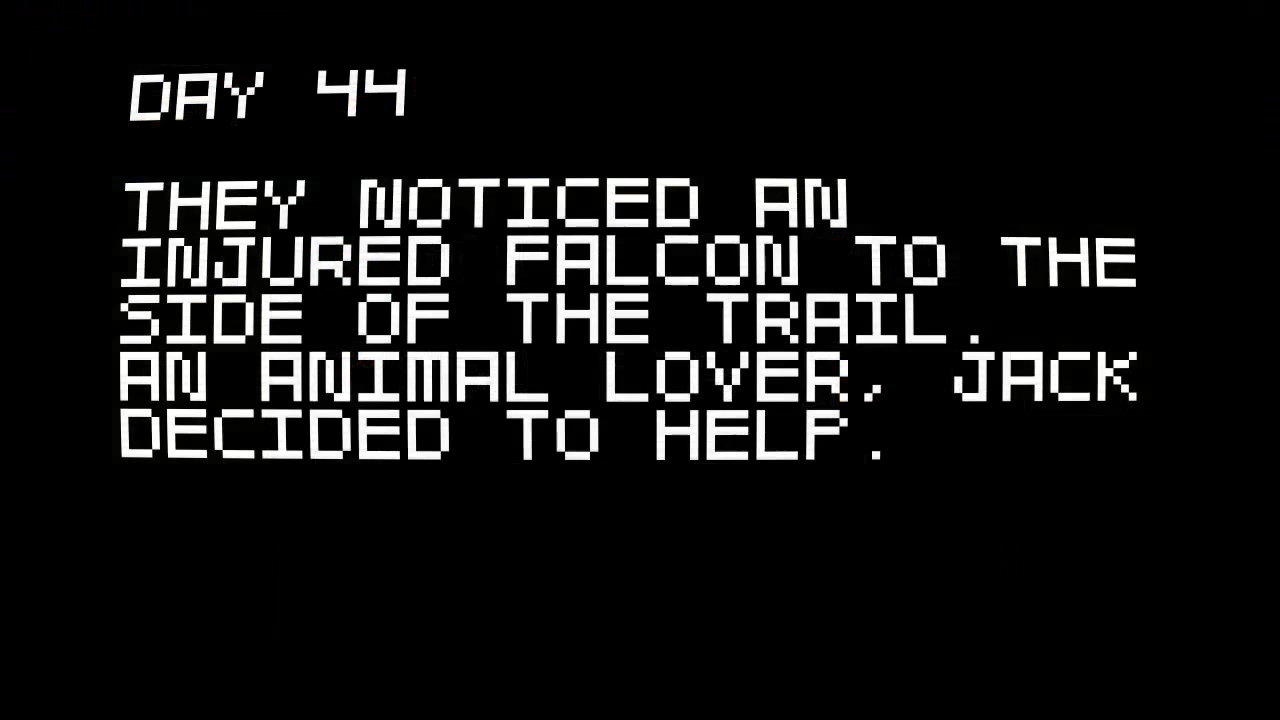 DAY 44
THEY NOTICED AN
INJURED FALCON TO THE
SIDE OF THE TRAIL.
AN ANIMAL LOVER, JACK
DECIDED TO HELP.